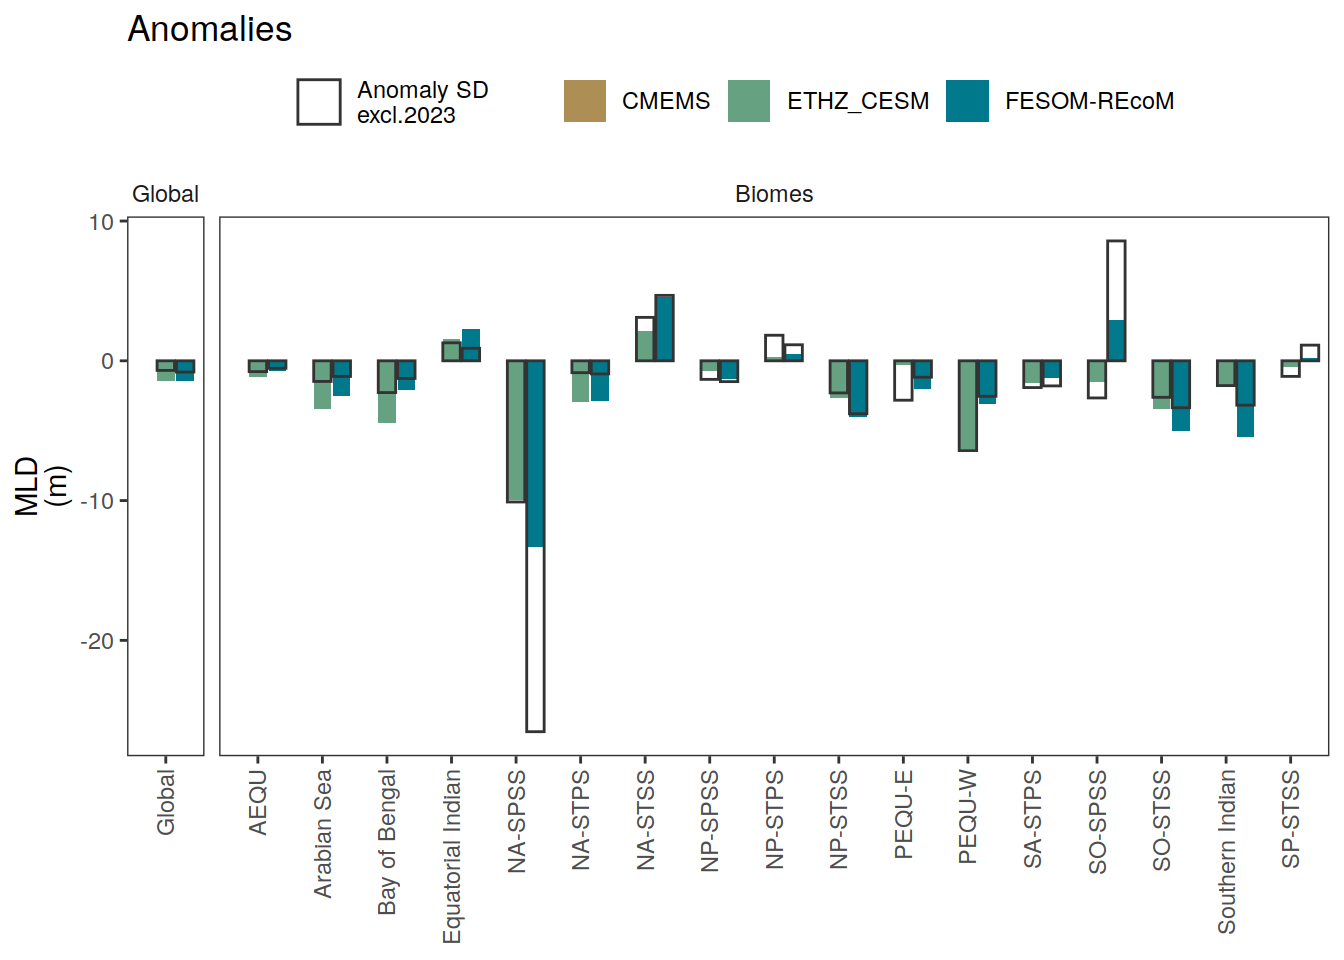 Anomalies
Anomaly SD
excl.2023
CMEMS
ETHZ_CESM
FESOM-REcoM
Global
Biomes
10
0
-10
-20
MLD
(m)
Global
AEQU
Arabian Sea
Bay of Bengal
Equatorial Indian
NA-SPSS
NA-STPS
NA-STSS
NP-SPSS
NP-STPS
NP-STSS
PEQU-E
PEQU-W
SA-STPS
SO-SPSS
SO-STSS
Southern Indian
SP-STSS